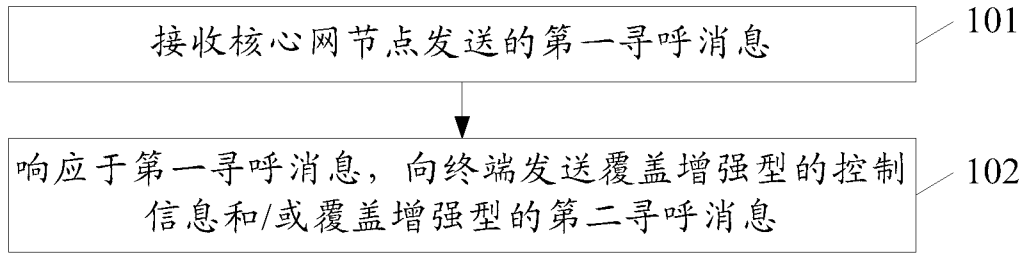 接收核心网节点发送的第一寻呼消息
101
响应于第一寻呼消息，向终端发送覆盖增强型的控制
信息和/或覆盖增强型的第二寻呼消息
102